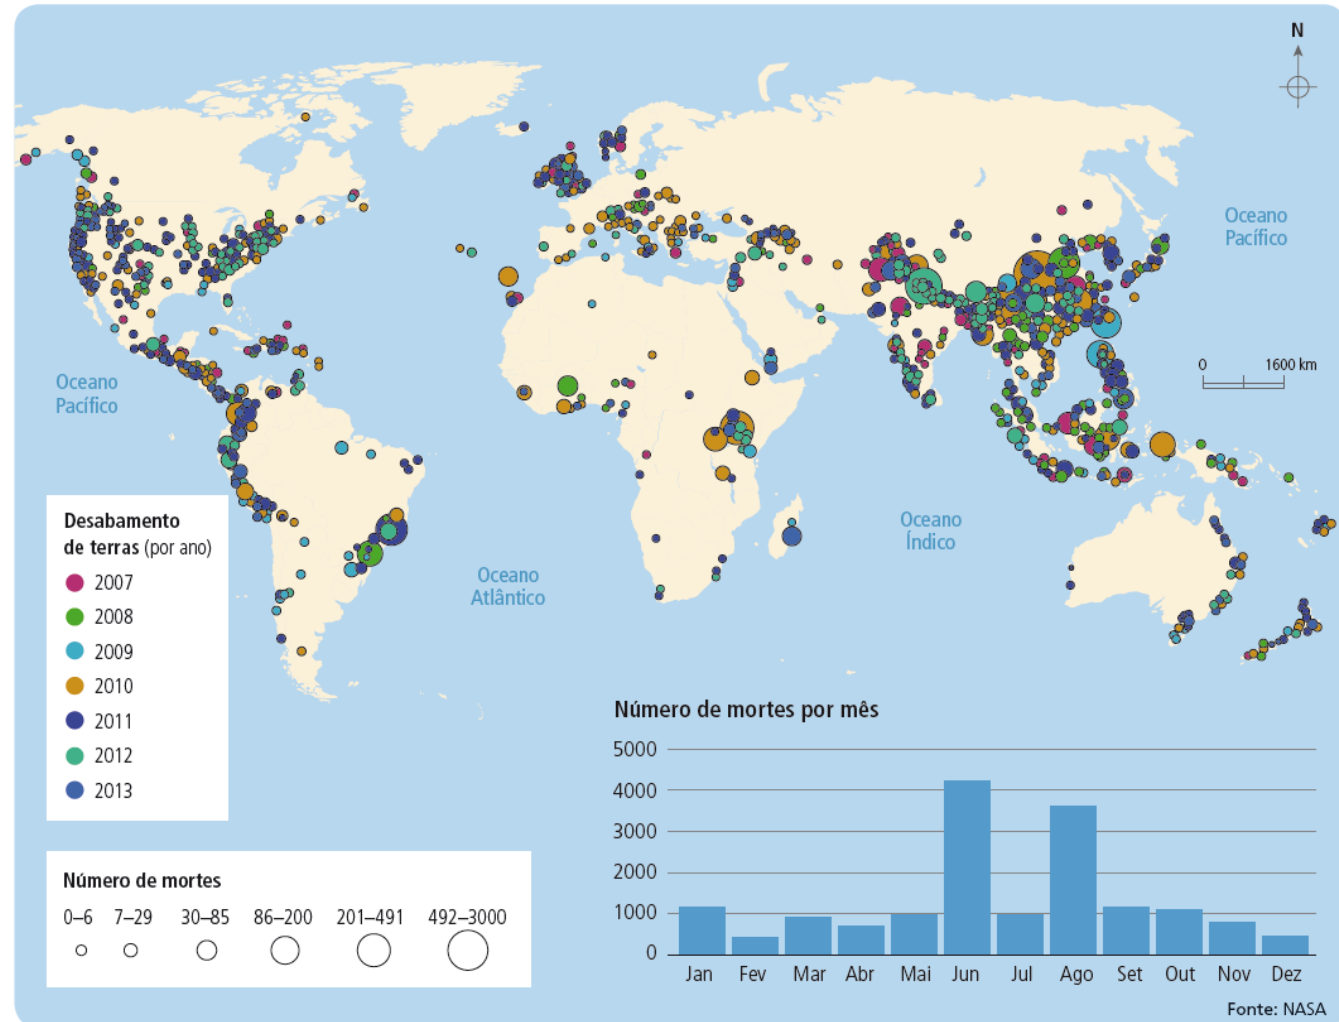 N
Oceano
Pacífico
0 1600 km
Oceano
Pacífico
Oceano
Índico
Oceano
Atlântico
Desabamento
de terras (por ano)
2007
2008
2009
2010
2011
2012
2013
Número de mortes
0–6 7–29 30–85 86–200 201–491 492–3000
Número de mortes por mês
5000
4000
3000
2000
1000
0
Jan Fev Mar Abr Mai Jun Jul Ago Set Out Nov Dez
Fonte: NASA